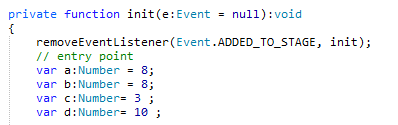 private function init(e:Event = null):void
{
removeEventListener(Event.ADDED_TO_STAGE, init);
// entry point
var a:Number = 8;
var b:Number = 8;
var c:Number= 3 ;
var d:Number= 10 ;